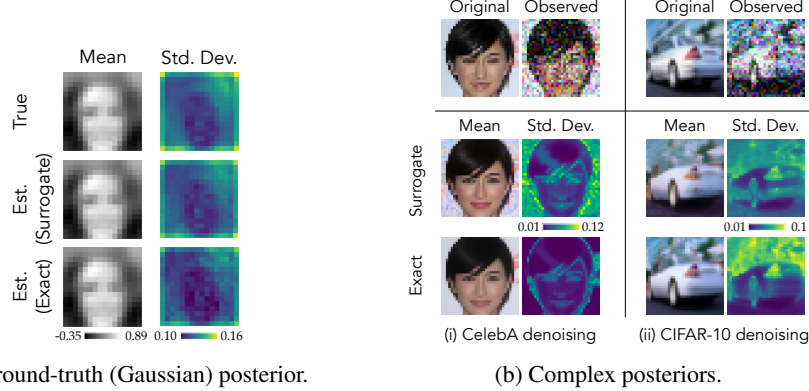 Mean Std. Dev.
True
Est.
(Surrogate)
Est.
(Exact)
-0.35 0.89 0.10 0.16
round-truth (Gaussian) posterior.
Original Observed Original Observed
Mean Std. Dev. Mean Std. Dev.
Surrogate
0.01 0.12 0.01 0.1
Exact
(i) CelebA denoising (ii) CIFAR-10 denoising
(b) Complex posteriors.